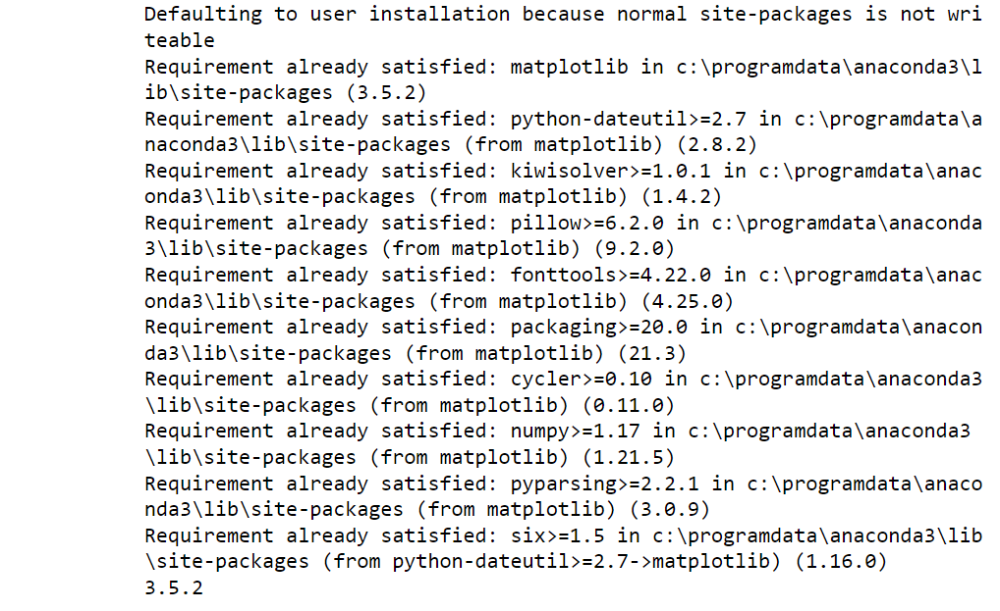 Defaulting to user installation because normal site-packages is not wri
teable
Requirement already satisfied: matplotlib in c:\programdata\anaconda3\l
ib\site-packages (3.5.2)
Requirement already satisfied: python-dateutil>=2.7 in c:\programdata\a
naconda3\lib\site-packages (from matplotlib) (2.8.2)
Requirement already satisfied: kiwisolver>=1.0.1 in c:\programdata\anac
onda3\lib\site-packages (from matplotlib) (1.4.2)
Requirement already satisfied: pillow>=6.2.0 in c:\programdata\anaconda
3\lib\site-packages (from matplotlib) (9.2.0)
Requirement already satisfied: fonttools>=4.22.0 in c:\programdata\anac
onda3\lib\site-packages (from matplotlib) (4.25.0)
Requirement already satisfied: packaging>=20.0 in c:\programdata\anacon
da3\lib\site-packages (from matplotlib) (21.3)
Requirement already satisfied: cycler>=0.10 in c:\programdata\anaconda3
\lib\site-packages (from matplotlib) (0.11.0)
Requirement already satisfied: numpy>=1.17 in c:\programdata\anaconda3
\lib\site-packages (from matplotlib) (1.21.5)
Requirement already satisfied: pyparsing>=2.2.1 in c:\programdata\anaco
nda3\lib\site-packages (from matplotlib) (3.0.9)
Requirement already satisfied: six>=1.5 in c:\programdata\anaconda3\lib
\site-packages (from python-dateutil>=2.7->matplotlib) (1.16.0)
3.5.2